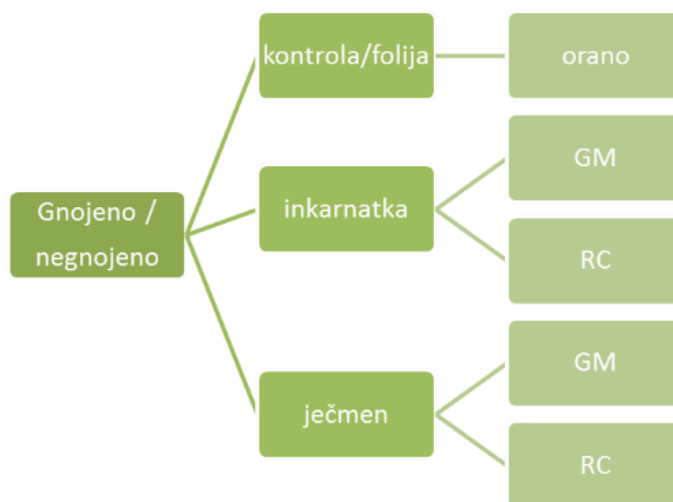 kontrola/folija
orano
GM
Gnojeno /
negnojeno
inkarnatka
RC
GM
ječmen
RC